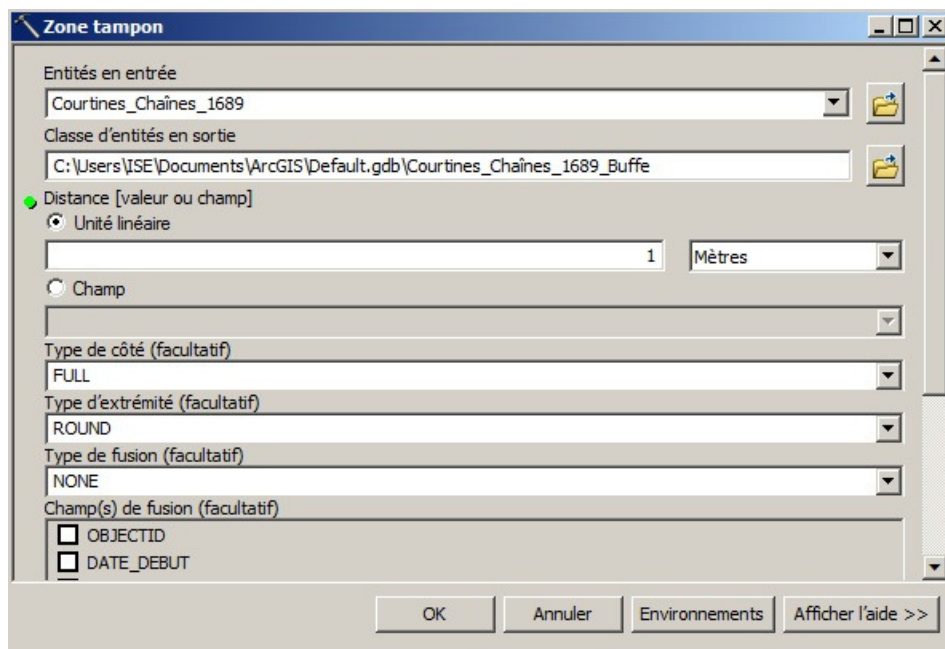 Zone tampon
Entités en entrée
Courtines_Chaînes_1689
Classe d'entités en sortie
C:\Users\ISE\Documents\ArcGIS\Default.gdb\Courtines_Chaînes_1689_Buffe
Distance [valeur ou champ]
Unité linéaire
1 Mètres
Champ
Type de côté (facultatif)
FULL
Type d'extrémité (facultatif)
ROUND
Type de fusion (facultatif)
NONE
Champ(s) de fusion (facultatif)
OBJECTID
DATE_DEBUT
OK Annuler Environnements Afficher l'aide >>